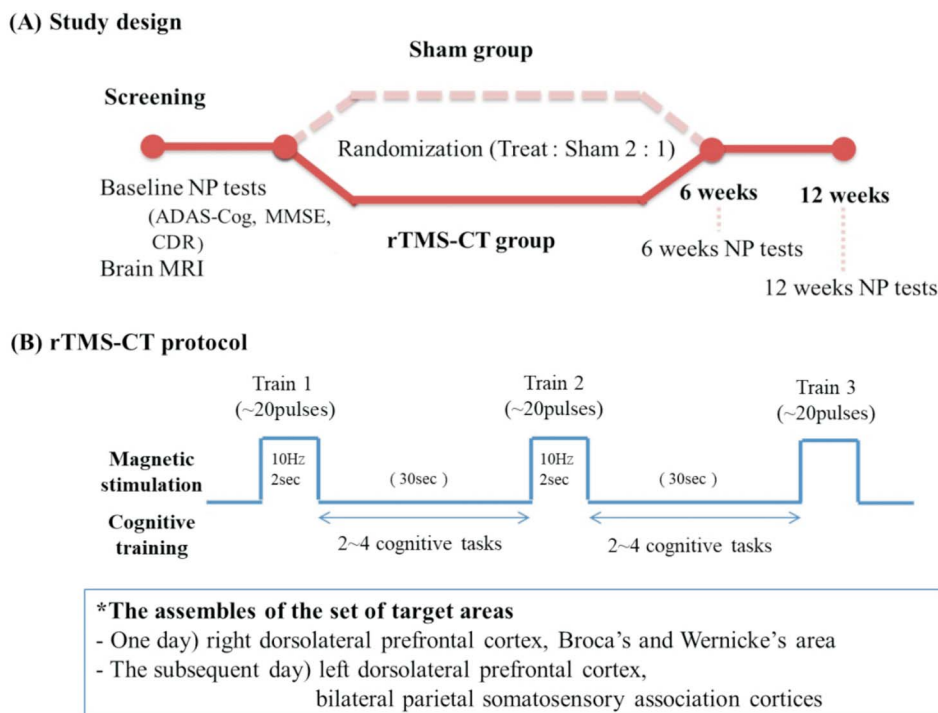 (A) Study design
Sham group
Screening
Randomization (Treat : Sham 2 : 1)
Baseline NP tests
(ADAS-Cog, MMSE,
CDR)
Brain MRI
rTMS-CT group
6 weeks
12 weeks
6 weeks NP tests
12 weeks NP tests
(B) rTMS-CT protocol
Train 1
(~20pulses)
Train 2
(~20pulses)
Train 3
(~20pulses)
Magnetic
stimulation
10Hz
2sec
( 30sec )
10Hz
2sec
( 30sec )
Cognitive
training
2~4 cognitive tasks
2~4 cognitive tasks
*The assembles of the set of target areas
- One day) right dorsolateral prefrontal cortex, Broca's and Wernicke's area
- The subsequent day) left dorsolateral prefrontal cortex,
bilateral parietal somatosensory association cortices